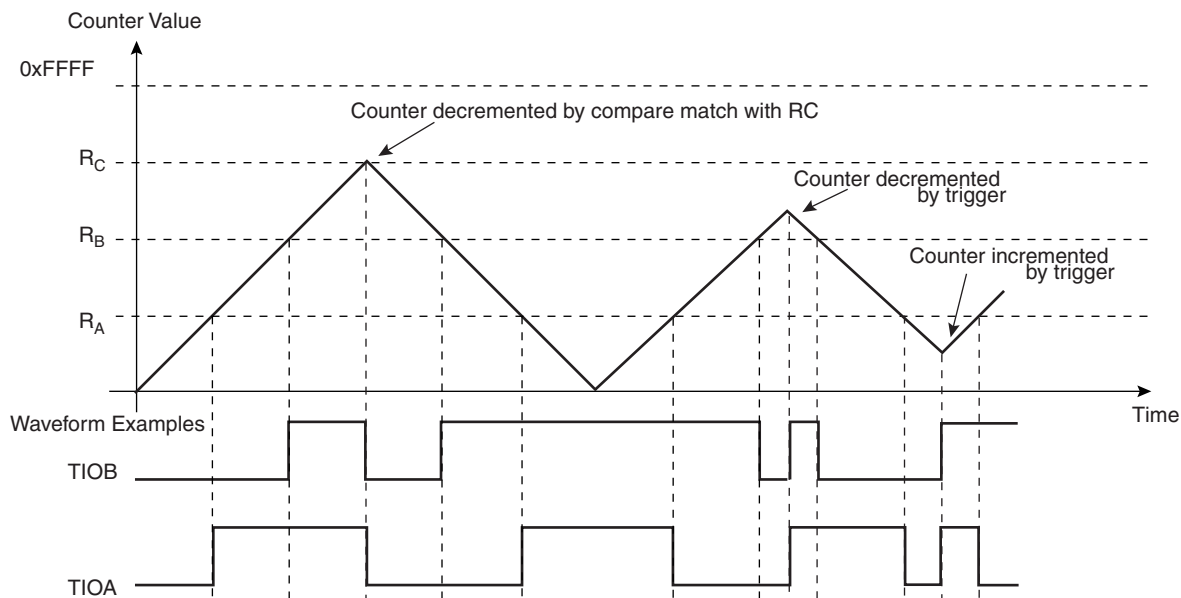 Counter Value
0xFFFF
Counter decremented by compare match with RC
RC
Counter decremented
by trigger
RB
Counter incremented
by trigger
RA
Time
Waveform Examples
TIOB
TIOA